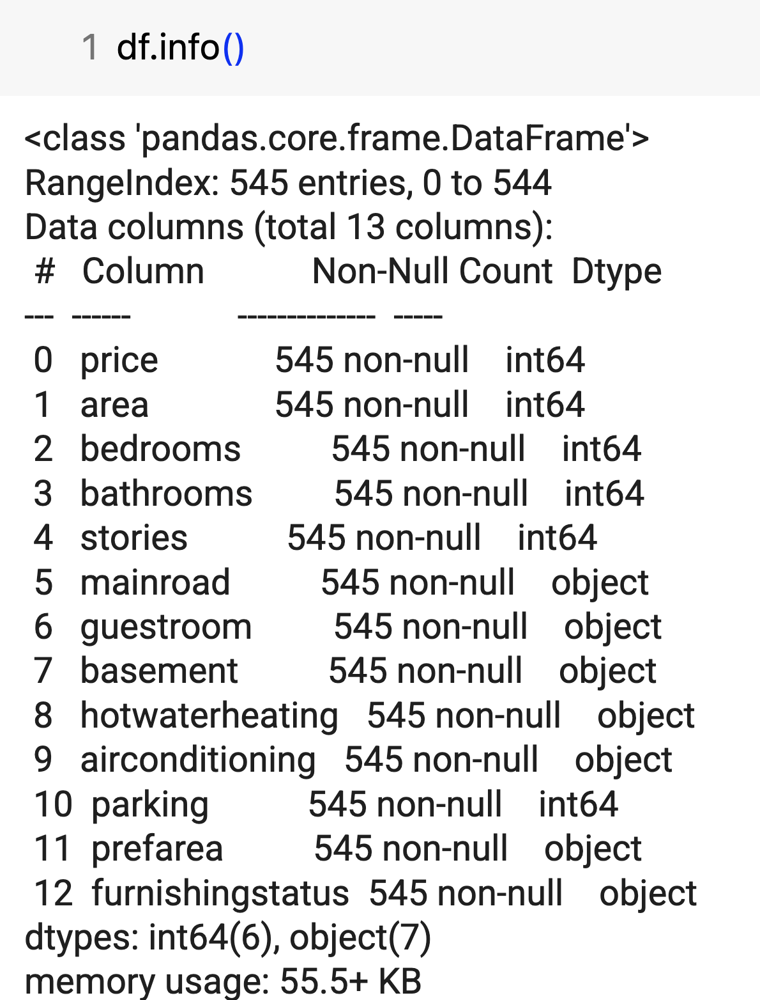 1 df.info()
<class 'pandas.core.frame.DataFrame'>
RangeIndex: 545 entries, 0 to 544
Data columns (total 13 columns):
 #   Column            Non-Null Count  Dtype
---  ------            --------------  -----
 0   price             545 non-null    int64
 1   area              545 non-null    int64
 2   bedrooms          545 non-null    int64
 3   bathrooms         545 non-null    int64
 4   stories           545 non-null    int64
 5   mainroad          545 non-null    object
 6   guestroom         545 non-null    object
 7   basement          545 non-null    object
 8   hotwaterheating   545 non-null    object
 9   airconditioning   545 non-null    object
 10  parking           545 non-null    int64
 11  prefarea          545 non-null    object
 12  furnishingstatus  545 non-null    object
dtypes: int64(6), object(7)
memory usage: 55.5+ KB